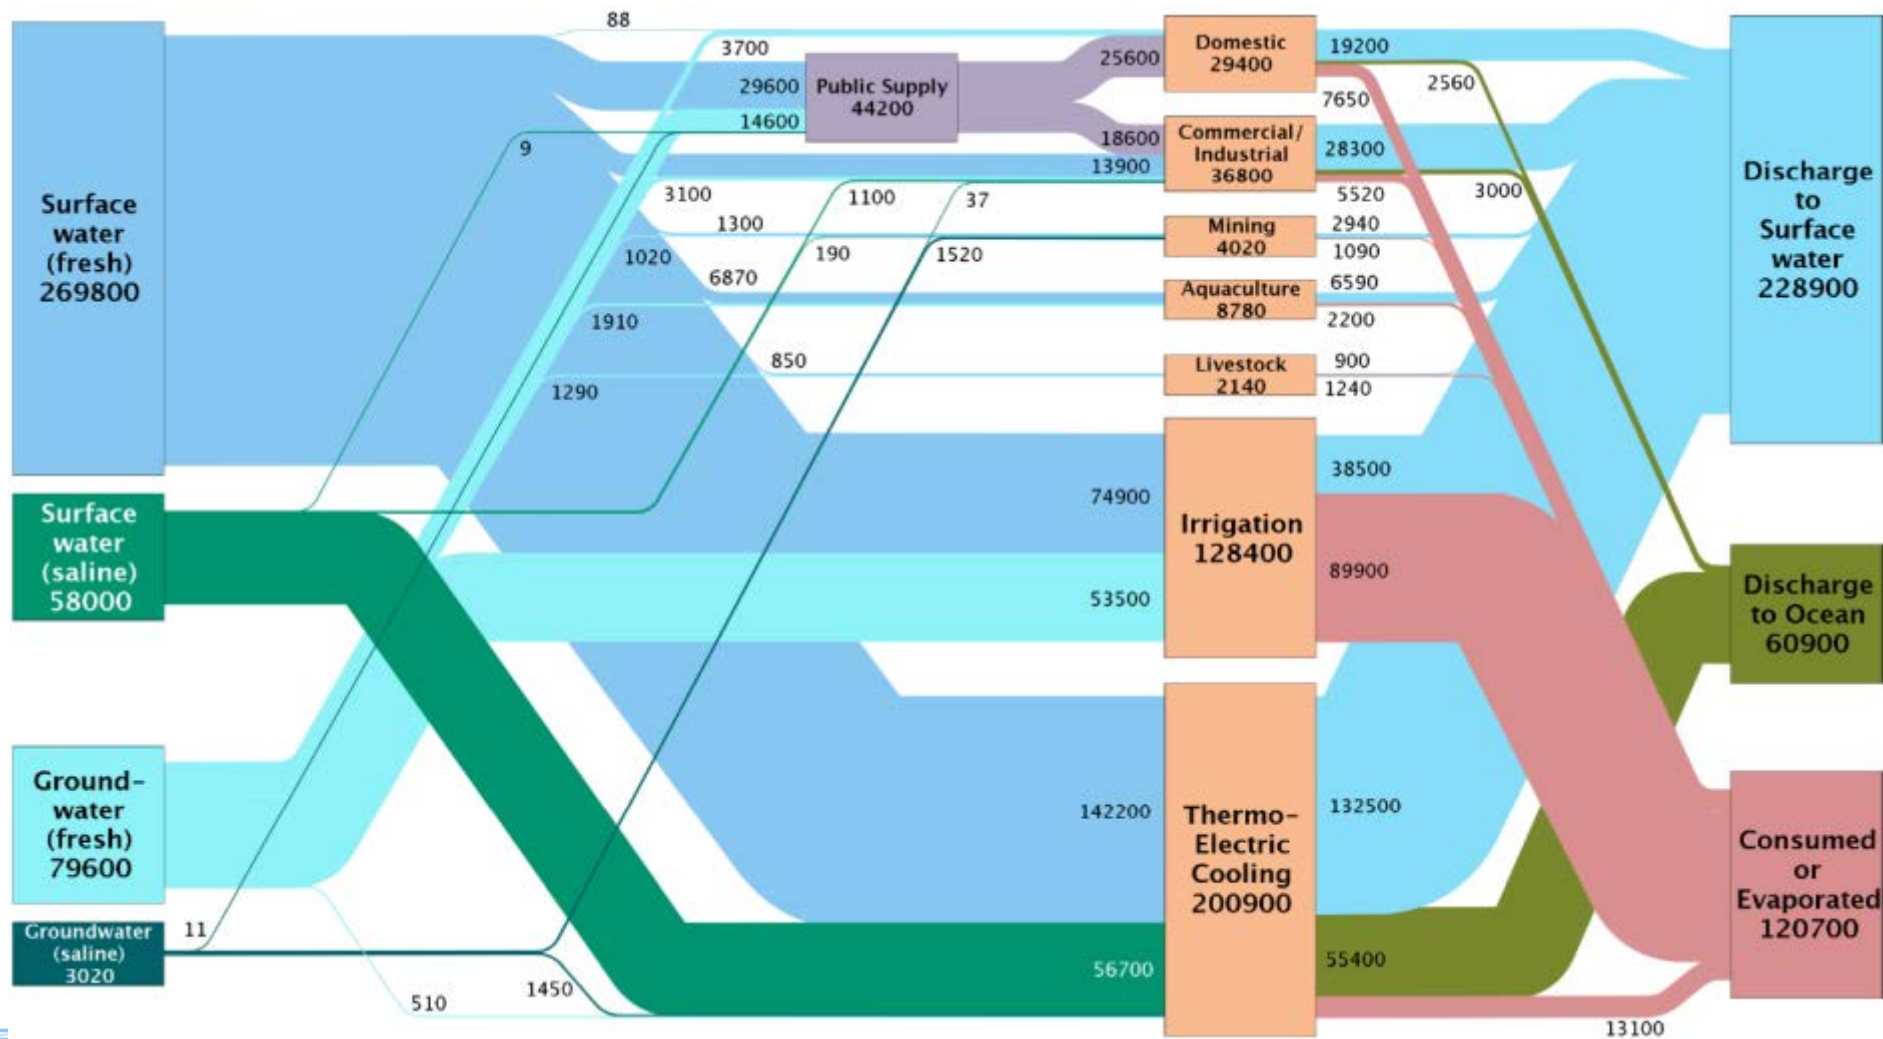 Surface
water
(fresh)
269800
Surface
water
(saline)
58000
Ground-
water
(fresh)
79600
Groundwater
(saline)
3020
88
3700
29600
14600
9
3100
1300
1020
6870
1910
850
1290
11
510
1450
Public Supply
44200
1100
37
190
1520
25600
18600
13900
74900
53500
142200
56700
Domestic
29400
Commercial/
Industrial
36800
Mining
4020
Aquaculture
8780
Livestock
2140
Irrigation
128400
Thermo-
Electric
Cooling
200900
19200
2560
7650
28300
3000
5520
2940
1090
6590
2200
900
1240
38500
89900
132500
55400
13100
Discharge
to
Surface
water
228900
Discharge
to Ocean
60900
Consumed
or
Evaporated
120700